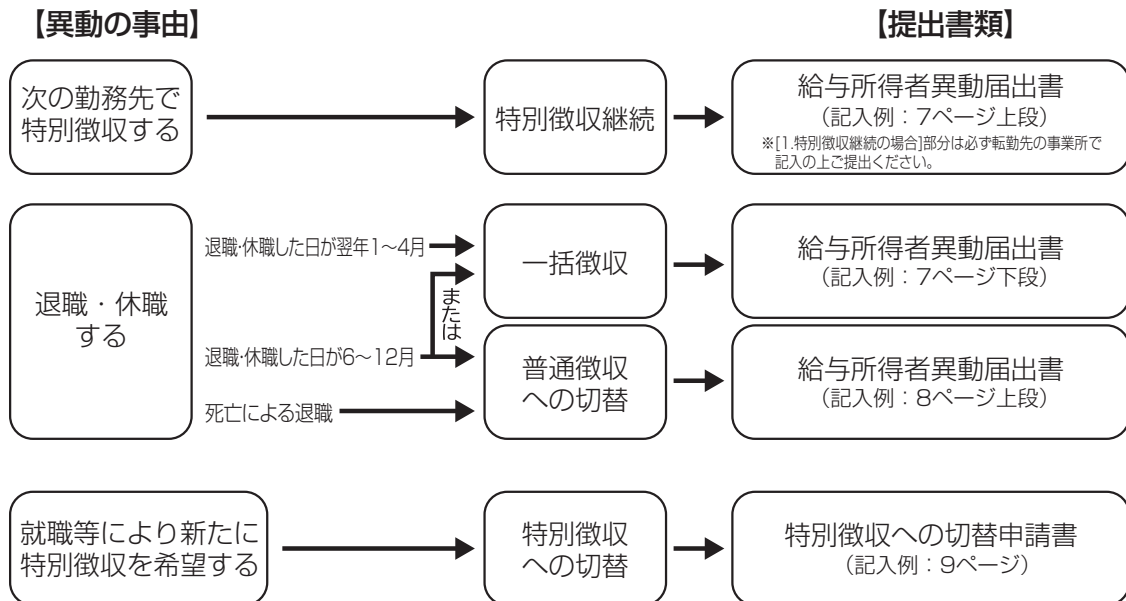 【異動の事由】
【提出書類】
次の勤務先で
特別徴収する
特別徴収継続
給与所得者異動届出書
（記入例：7ページ上段）
※[1.特別徴収継続の場合]部分は必ず転勤先の事業所で
記入の上ご提出ください。
退職・休職
する
退職・休職した日が翌年1～4月
一括徴収
給与所得者異動届出書
（記入例：7ページ下段）
または
退職・休職した日が6～12月
普通徴収
への切替
給与所得者異動届出書
（記入例：8ページ上段）
死亡による退職
就職等により新たに
特別徴収を希望する
特別徴収
への切替
特別徴収への切替申請書
（記入例：9ページ）